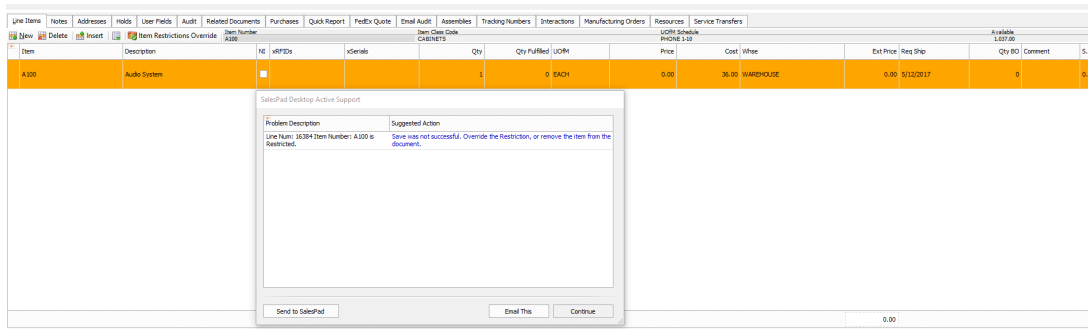 Line Items Notes Addresses Holds User Fields Audit Related Documents Purchases Quick Report FedEx Quote Email Audit Assemblies Tracking Numbers Interactions Manufacturing Orders Resources Service Transfers
New Delete Insert Item Restrictions Override Item Number Item Class Code UOfM Schedule Available
A100 CABINETS PHONE 1-10 1,037.00
Item Description NI xRFIDs xSerials Qty Qty Fulfilled UOfM Price Cost Whse Ext Price Req Ship Qty BO Comment S.
A100 Audio System 1 0 EACH 0.00 36.00 WAREHOUSE 0.00 5/12/2017 0 0.
SalesPad Desktop Active Support
Problem Description Suggested Action
Line Num: 16384 Item Number: A100 is Save was not successful. Override the Restriction, or remove the item from the
Restricted. document.
Send to SalesPad Email This Continue
0.00